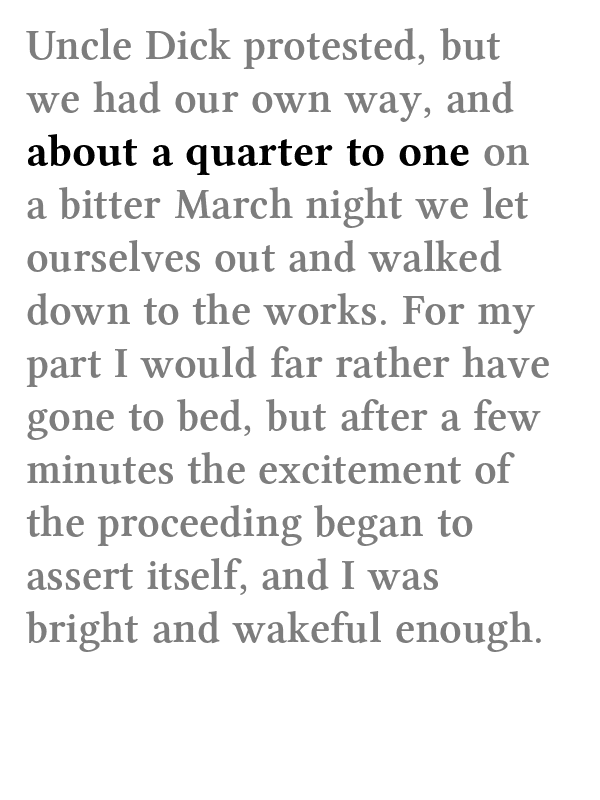 Uncle Dick protested, but
we had our own way, and
about a quarter to one on
a bitter March night we let
ourselves out and walked
down to the works. For my
part I would far rather have
gone to bed, but after a few
minutes the excitement of
the proceeding began to
assert itself, and I was
bright and wakeful enough.